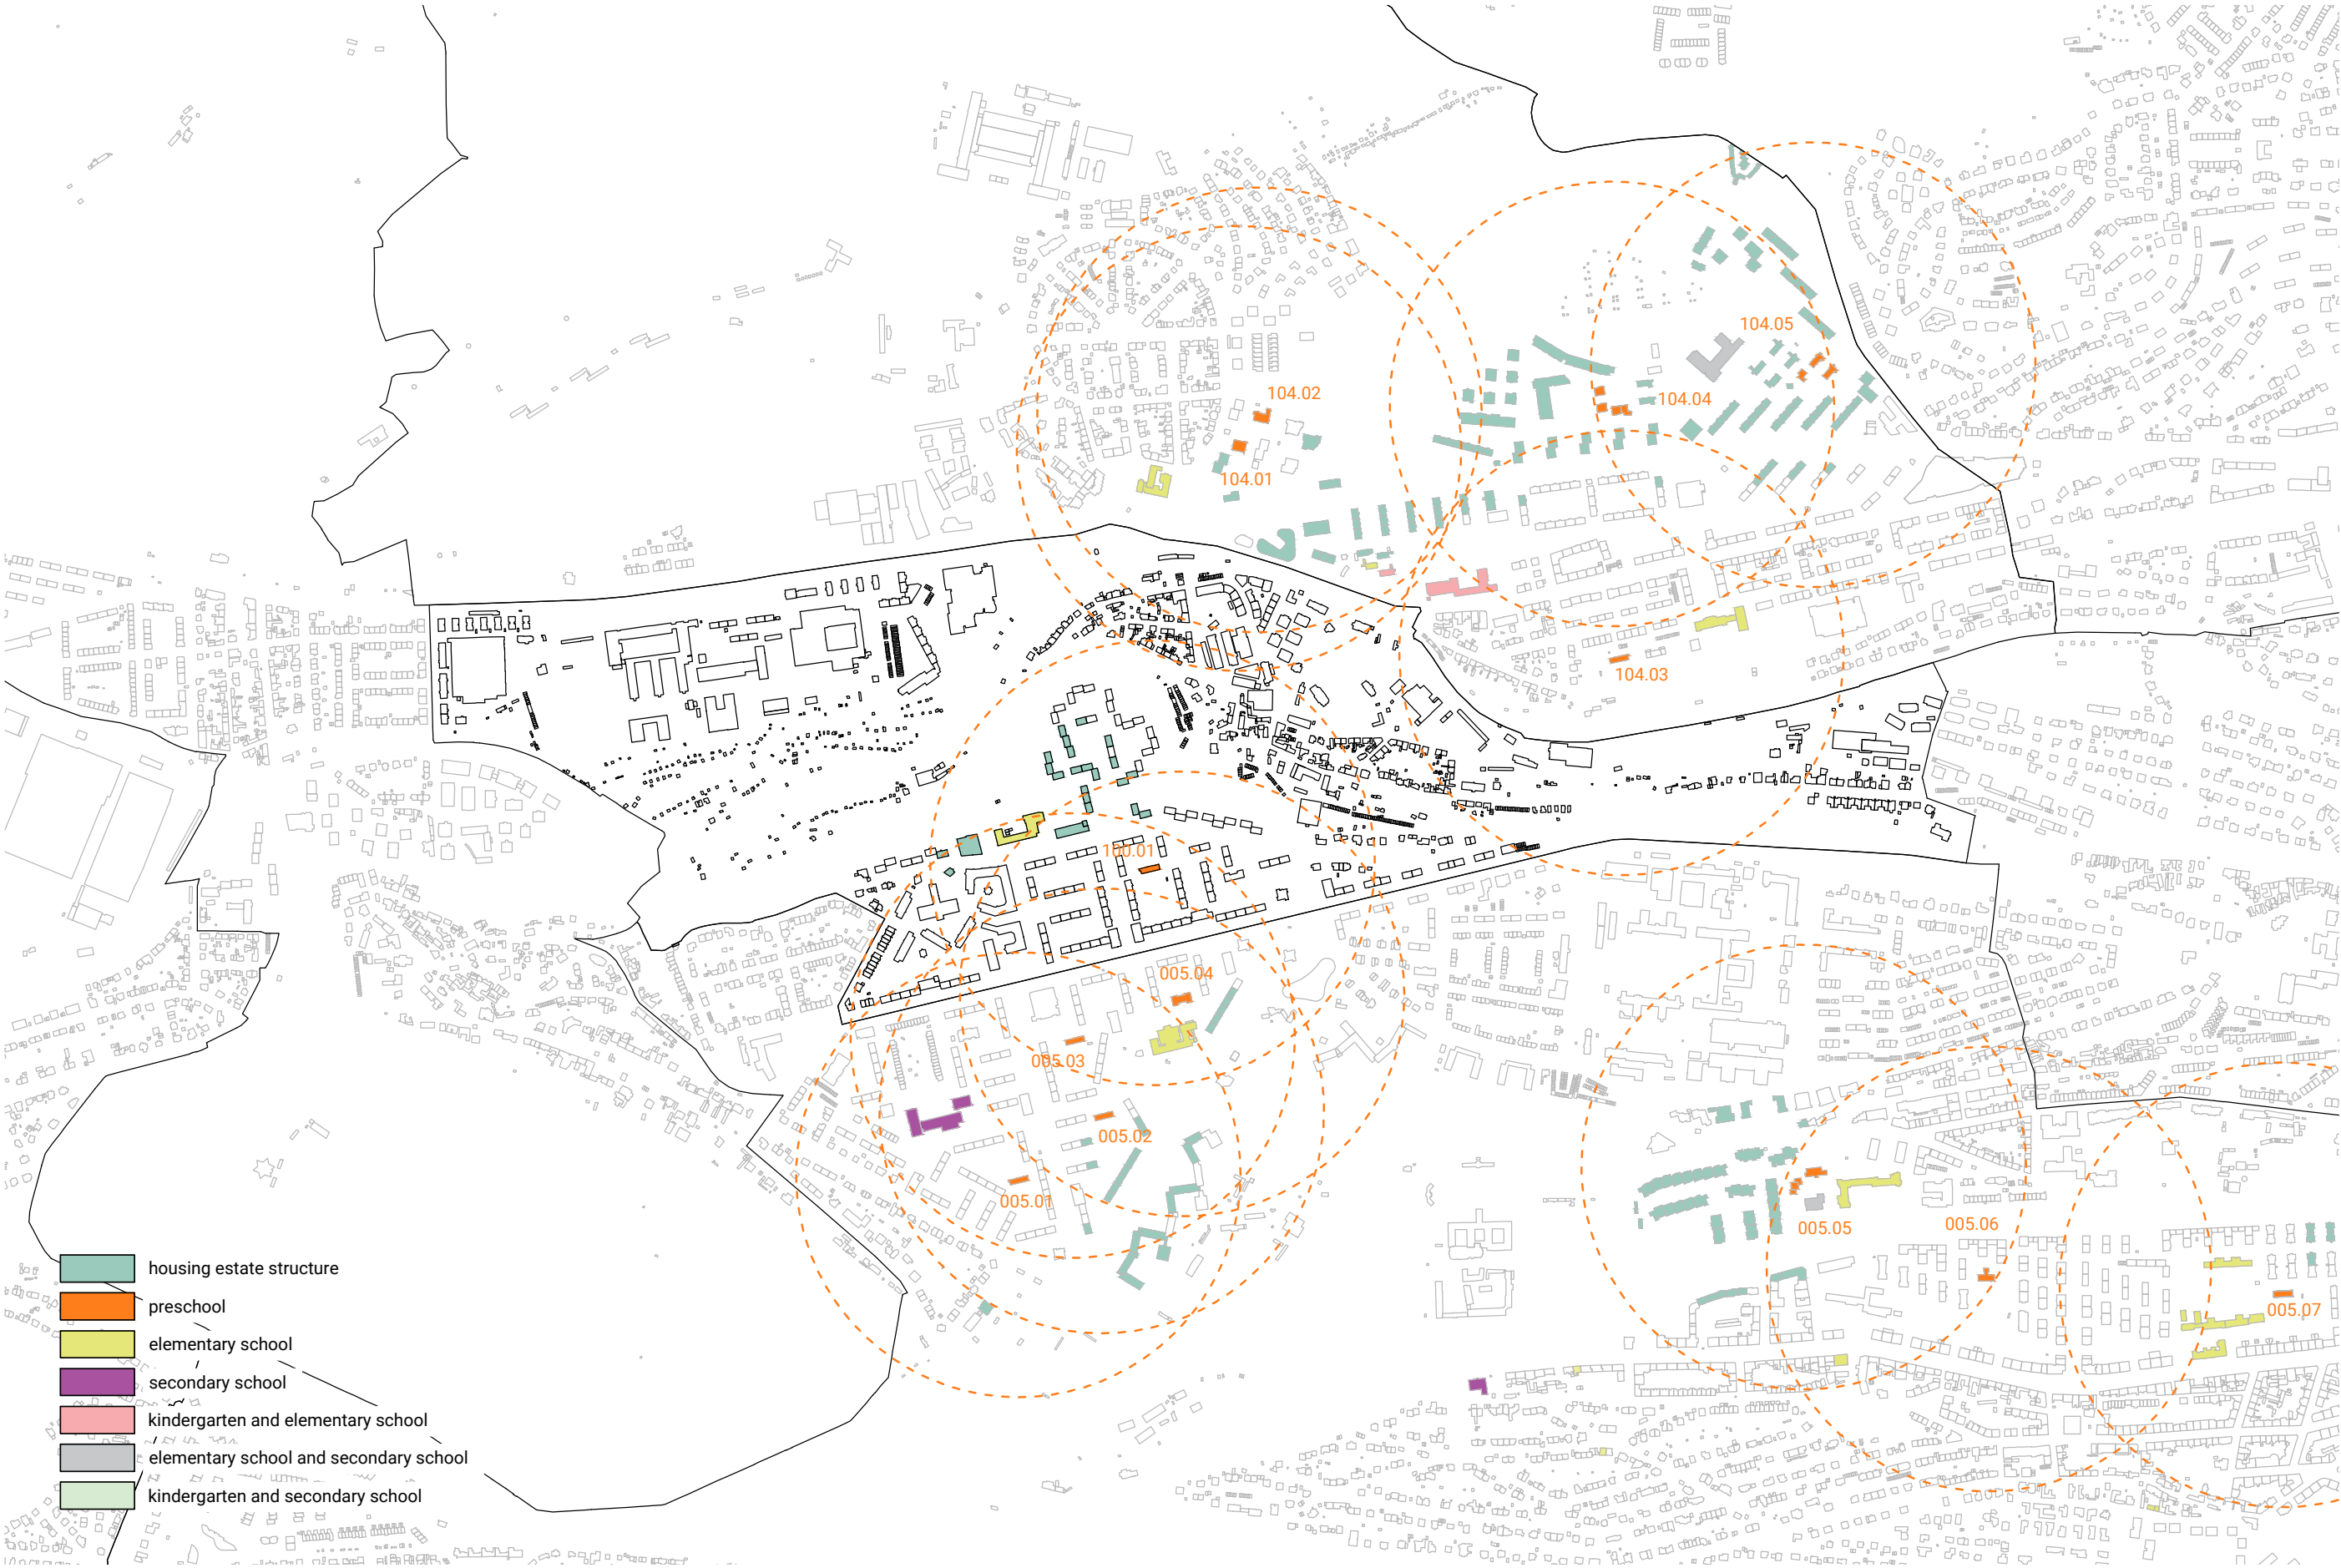 104.05
104.02
104.04
104.01
104.03
100.01
005.04
005.03
005.02
005.01
005.05
005.06
005.07
housing estate structure
preschool
elementary school
secondary school
kindergarten and elementary school
elementary school and secondary school
kindergarten and secondary school